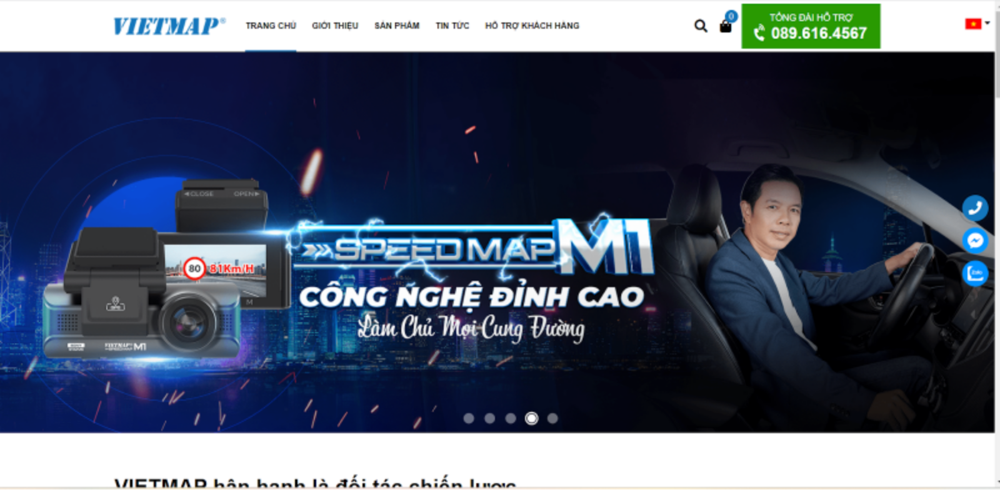 VIETMAP®
TRANG CHỦ GIỚI THIỆU SẢN PHẨM TIN TỨC HỖ TRỢ KHÁCH HÀNG
0
TỔNG ĐÀI HỖ TRỢ
089.616.4567
◀CLOSE OPEN▶
80 81Km/H
M
GPS
VIETMAP
SPEEDMAP M1
SPEEDMAP M1
CÔNG NGHỆ ĐỈNH CAO
Làm Chủ Mọi Cung Đường
Zalo
VIETMAP hân hạnh là đối tác chiến lược